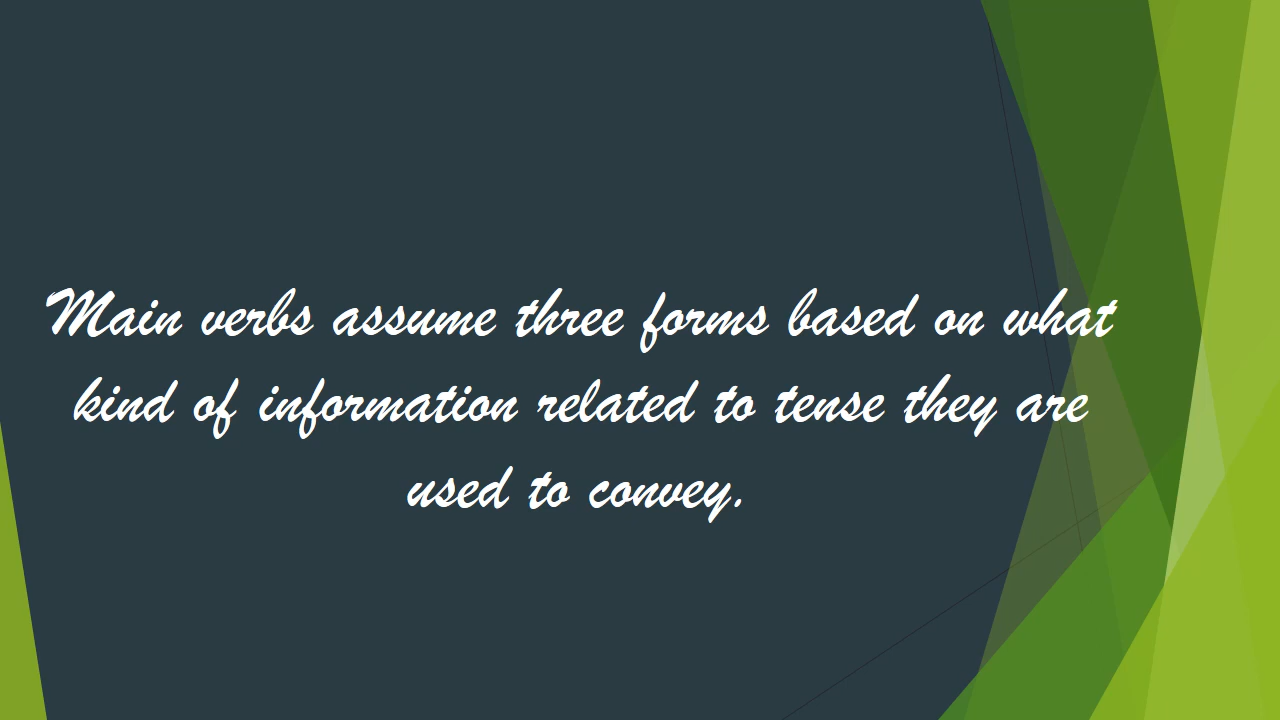 Main verbs assume three forms based on what
kind of information related to tense they are
used to convey.